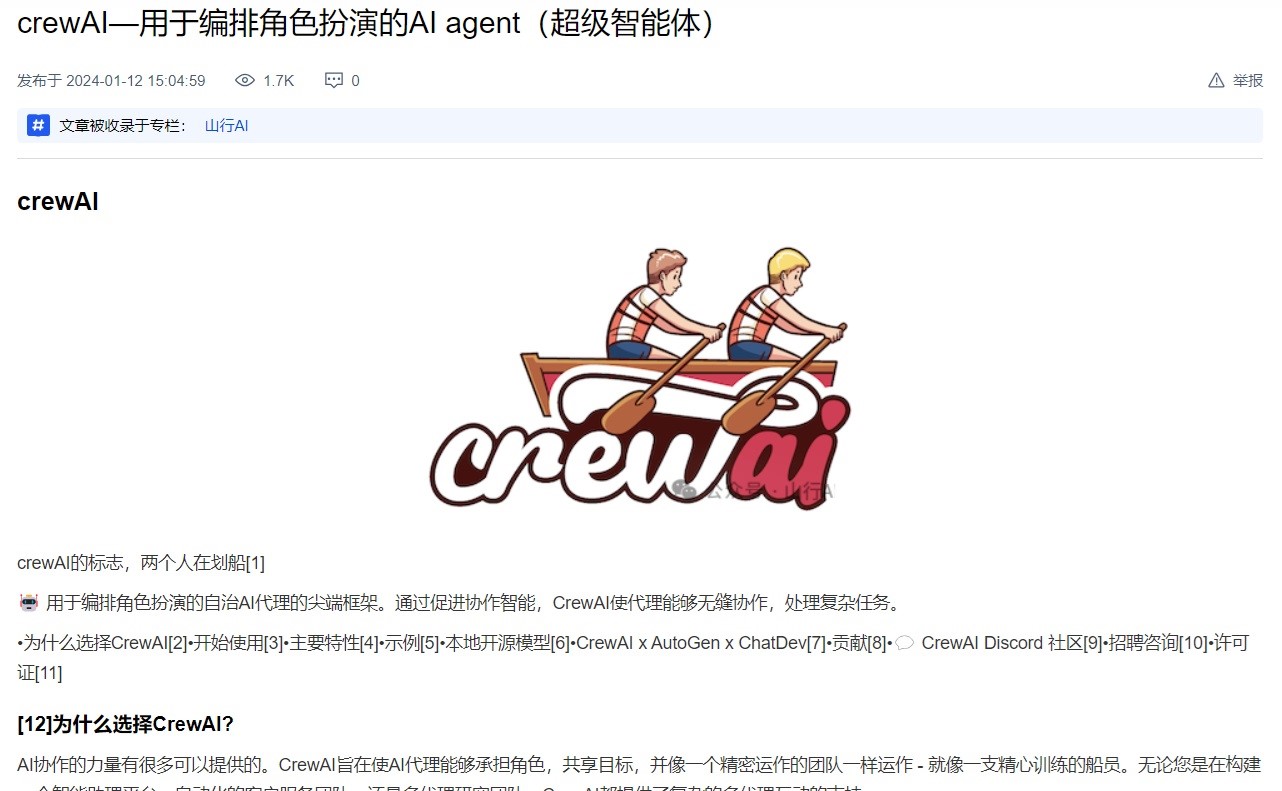 crewAI—用于编排角色扮演的AI agent（超级智能体）
发布于 2024-01-12 15:04:59 1.7K 0 举报
# 文章被收录于专栏： 山行AI
crewAI
crewai
公众号 · 山行A
crewAI的标志，两个人在划船[1]
🤖 用于编排角色扮演的自治AI代理的尖端框架。通过促进协作智能，CrewAI使代理能够无缝协作，处理复杂任务。
•为什么选择CrewAI[2]•开始使用[3]•主要特性[4]•示例[5]•本地开源模型[6]•CrewAI x AutoGen x ChatDev[7]•贡献[8]•💬 CrewAI Discord 社区[9]•招聘咨询[10]•许可
证[11]
[12]为什么选择CrewAI?
AI协作的力量有很多可以提供的。CrewAI旨在使AI代理能够承担角色，共享目标，并像一个精密运作的团队一样运作 - 就像一支精心训练的船员。无论您是在构建